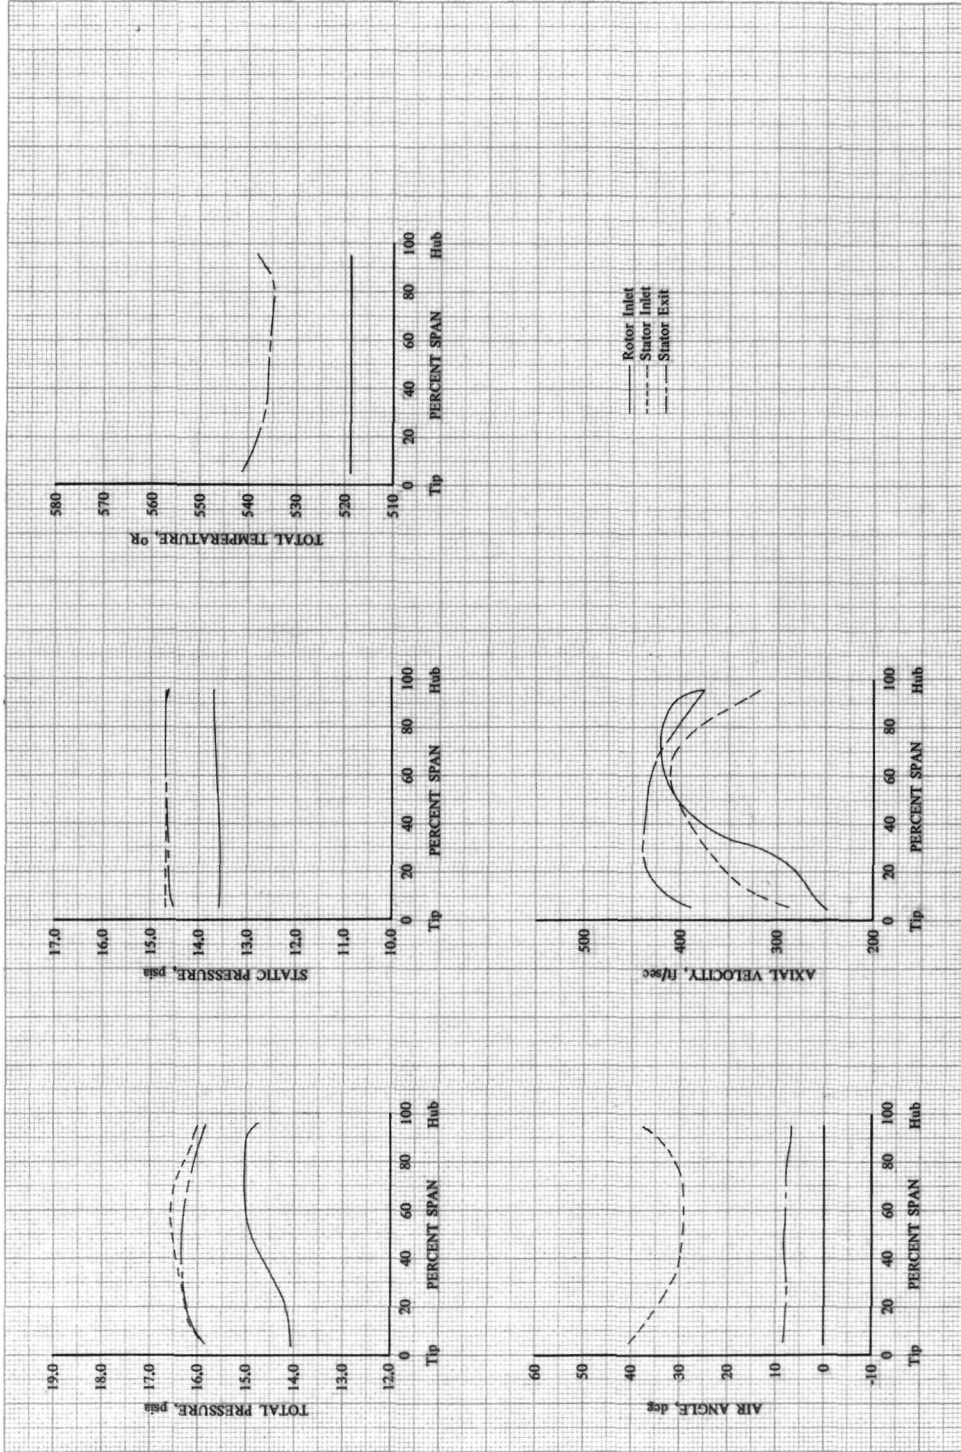 TOTAL PRESSURE, psia
19.0
18.0
17.0
16.0
15.0
14.0
13.0
12.0
0 20 40 60 80 100
Tip PERCENT SPAN Hub
STATIC PRESSURE, psia
17.0
16.0
15.0
14.0
13.0
12.0
11.0
10.0
0 20 40 60 80 100
Tip PERCENT SPAN Hub
TOTAL TEMPERATURE, °R
580
570
560
550
540
530
520
510
0 20 40 60 80 100
Tip PERCENT SPAN Hub
AIR ANGLE, deg
60
50
40
30
20
10
0
-10
0 20 40 60 80 100
Tip PERCENT SPAN Hub
AXIAL VELOCITY, ft/sec
500
400
300
200
0 20 40 60 80 100
Tip PERCENT SPAN Hub
Rotor Inlet
Stator Inlet
Stator Exit